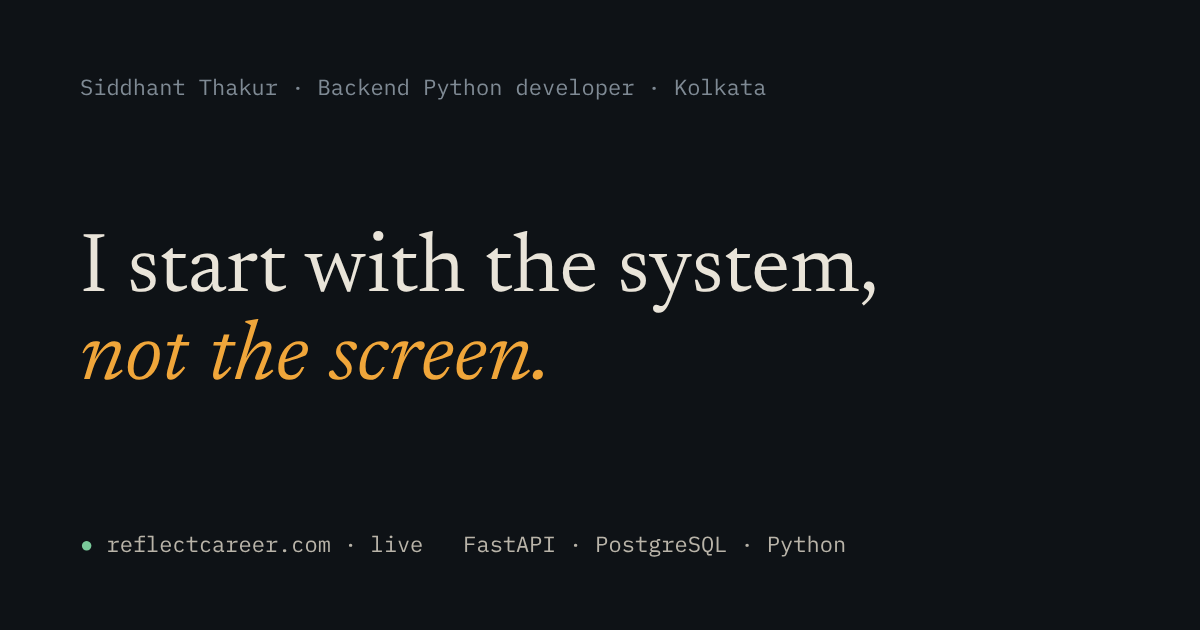 Siddhant Thakur · Backend Python developer · Kolkata
I start with the system,
not the screen.
reflectcareer.com · live FastAPI · PostgreSQL · Python